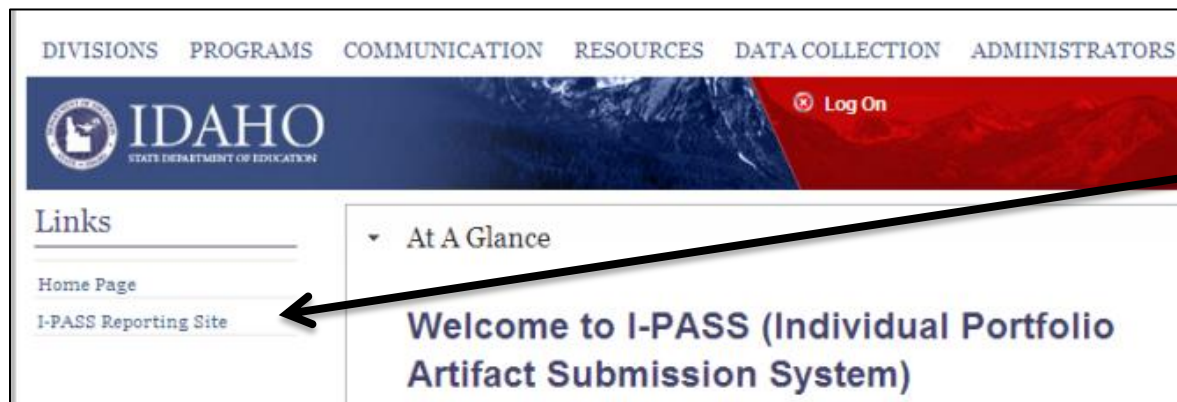 DIVISIONS PROGRAMS COMMUNICATION RESOURCES DATA COLLECTION ADMINISTRATORS
IDAHO
STATE DEPARTMENT OF EDUCATION
Log On
Links
Home Page
I-PASS Reporting Site
At A Glance
Welcome to I-PASS (Individual Portfolio
Artifact Submission System)